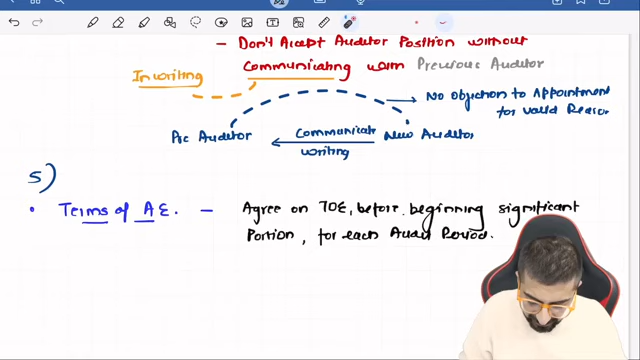 - Don't Accept Auditor Position without
Communicating with Previous Auditor
In writing
No objection to Appointment
for valid Reason
Communicate
New Auditor
Auditor
writing
5)
• Terms of AE. - Agree on TOE, before beginning significant
Portion, for each Audit Period.